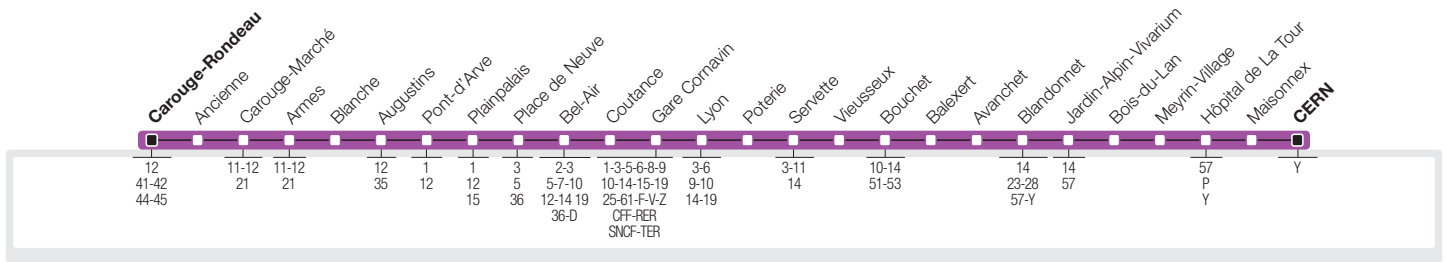 Carouge-Rondeau
Ancienne
Carouge-Marché
Armes
Blanche
Augustins
Pont-d'Arve
Plainpalais
Place de Neuve
Bel-Air
Coutance
Gare Cornavin
Lyon
Poterie
Servette
Vieusseux
Bouchet
Balexert
Avanchet
Blandonnet
Jardin-Alpin-Vivarium
Bois-du-Lan
Meyrin-Village
Hôpital de La Tour
Maisonnex
CERN
12
41-42
44-45
11-12
21
11-12
21
12
35
1
12
1
12
15
3
5
36
2-3
5-7-10
12-14 19
36-D
1-3-5-6-8-9
10-14-15-19
25-61-F-V-Z
CFF-RER
SNCF-TER
3-6
9-10
14-19
3-11
14
10-14
51-53
14
23-28
57-Y
14
57
57
P
Y
Y